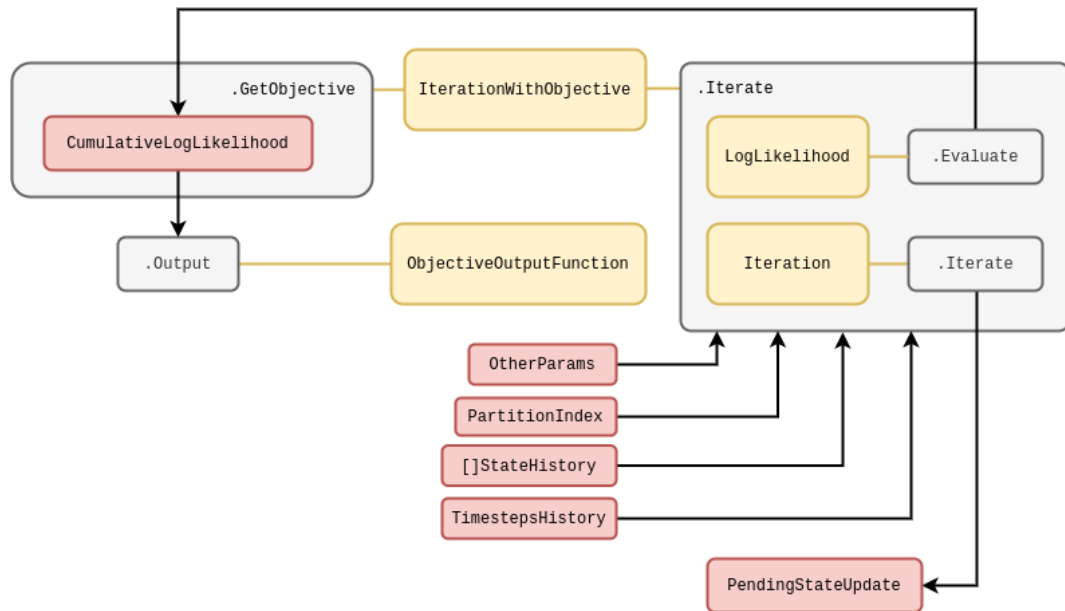 .GetObjective
IterationWithObjective
.Iterate
CumulativeLogLikelihood
LogLikelihood
.Evaluate
.Output
ObjectiveOutputFunction
Iteration
.Iterate
OtherParams
PartitionIndex
[]StateHistory
TimestepsHistory
PendingStateUpdate